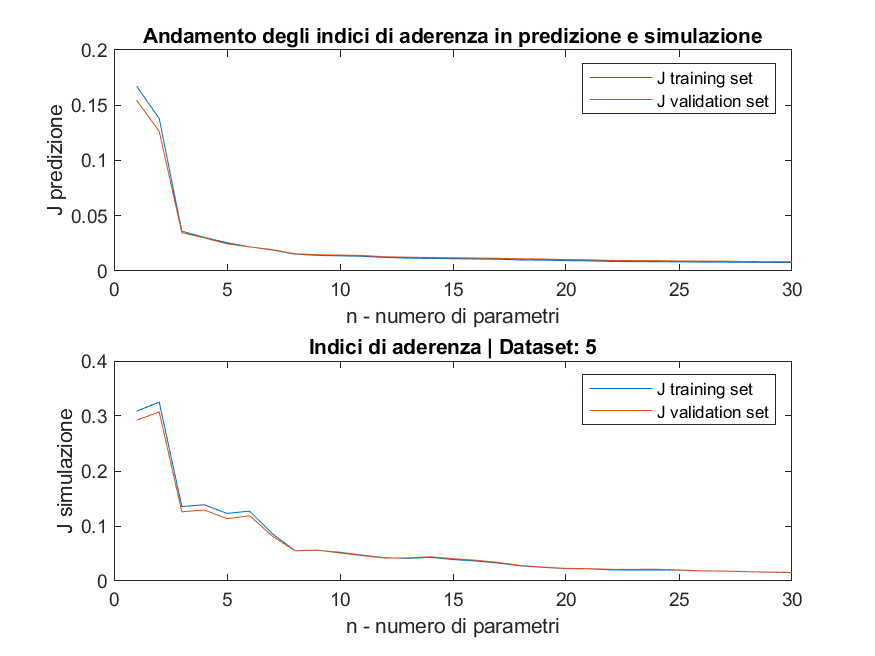 Andamento degli indici di aderenza in predizione e simulazione
0.2
0.15
0.1
0.05
0
J predizione
J training set
J validation set
0 5 10 15 20 25 30
n - numero di parametri
Indici di aderenza | Dataset: 5
0.4
0.3
0.2
0.1
0
J simulazione
J training set
J validation set
0 5 10 15 20 25 30
n - numero di parametri